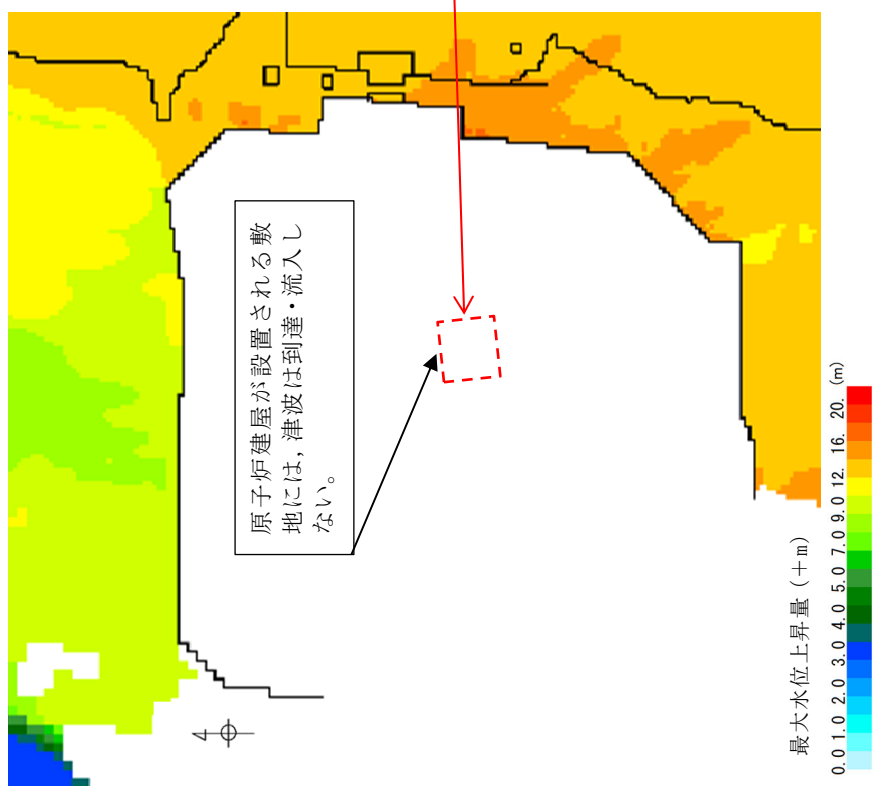 原子炉建屋が設置される敷
地には，津波は到達・流入し
ない。
最大水位上昇量（＋m）
0.0 1.0 2.0 3.0 4.0 5.0 7.0 9.0 12. 16. 20. (m)